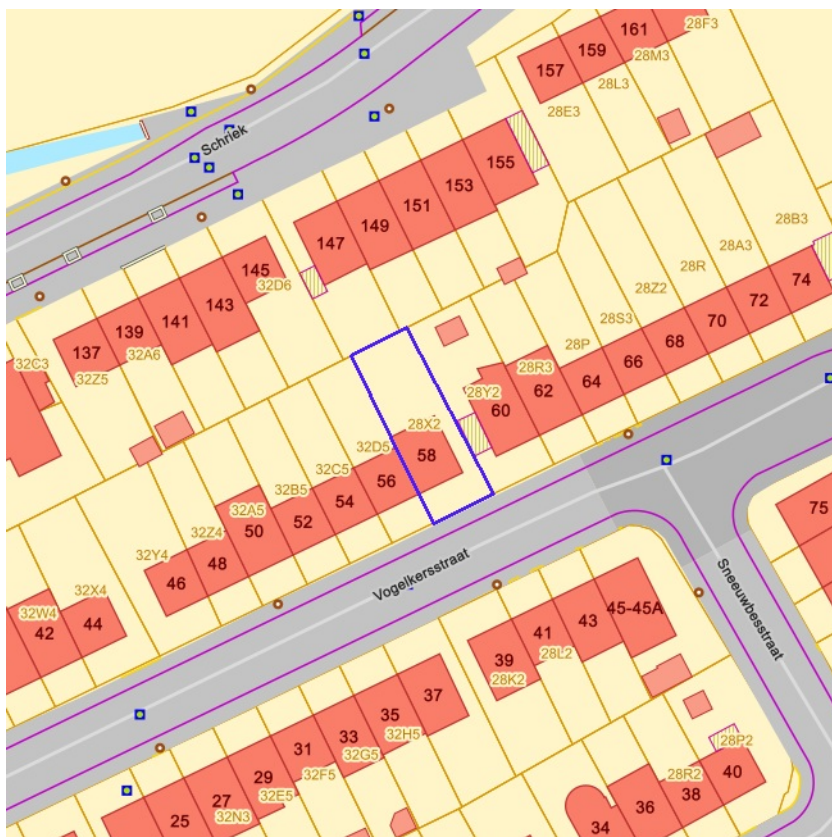 161
28F3
159
28M3
157
28L3
28E3
Schriek
155
153
151
149
147
28B3
145
28A3
32D6
143
28R
74
141
28Z2
72
139
28S3
70
137
32A6
28P
68
32C3
32Z5
28R3
66
28Y2
64
62
60
28X2
58
32D5
56
32C5
54
32B5
52
32A5
50
32Z4
48
32Y4
46
75
Vogelkersstraat
Sneeuwbesstraat
32X4
44
32W4
42
45-45A
43
41
28L2
39
28K2
37
35
32H5
33
32G5
31
32F5
29
32E5
27
32N3
25
28P2
40
28R2
38
36
34